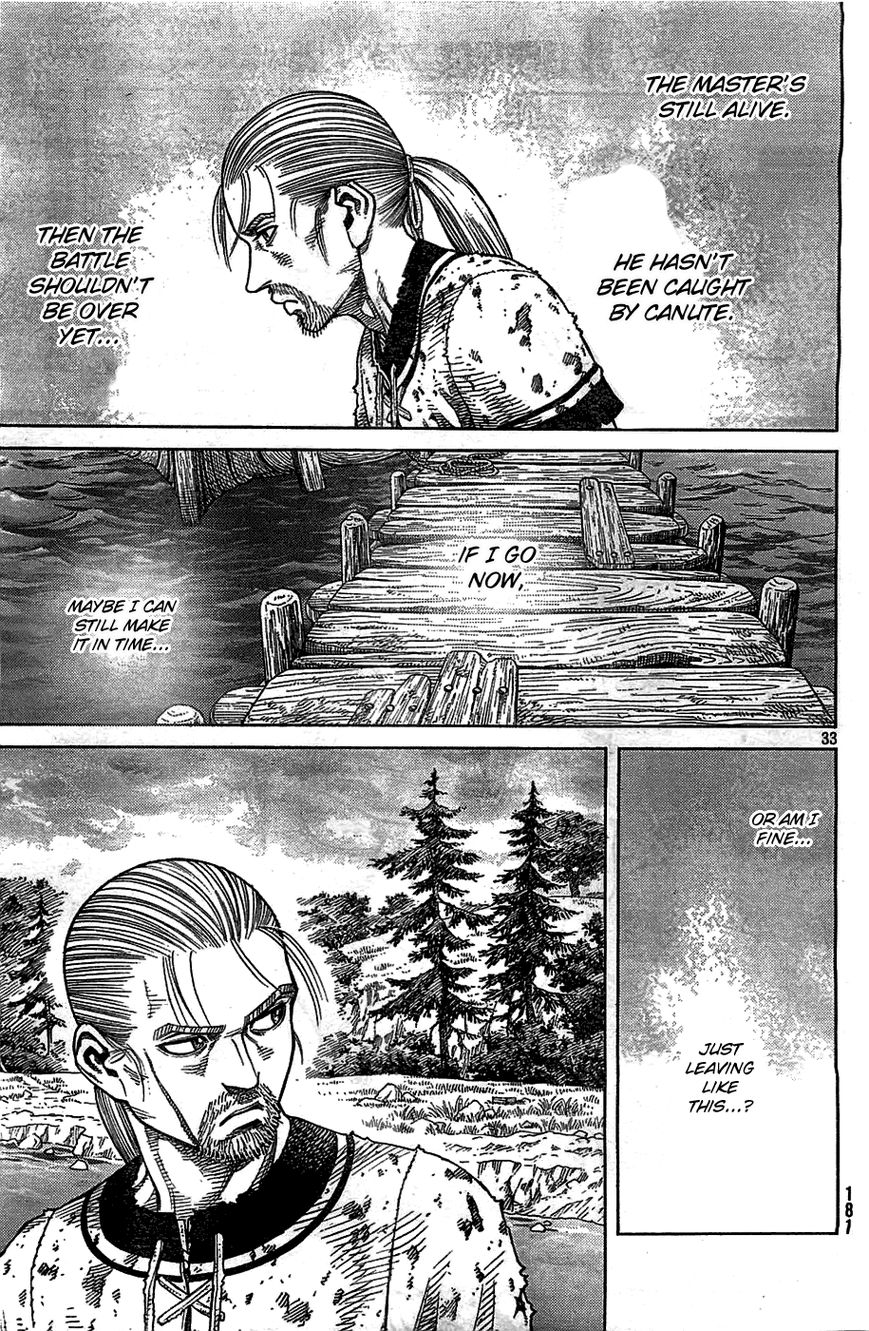 THE MASTER'S
STILL ALIVE.
HE HASN'T
BEEN CAUGHT
BY CANUTE.
THEN THE
BATTLE
SHOULDN'T
BE OVER
YET...
IF I GO
NOW,
MAYBE I CAN
STILL MAKE
IT IN TIME...
33
OR AM I
FINE...
JUST
LEAVING
LIKE
THIS...?
181